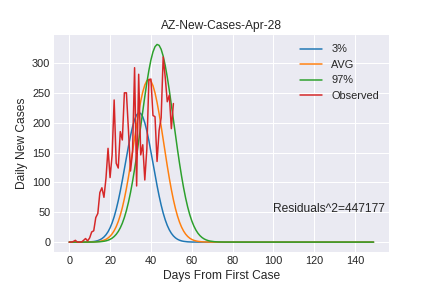 AZ-New-Cases-Apr-28
300
250
200
150
100
50
0
Daily New Cases
3%
AVG
97%
Observed
Residuals^2=447177
0 20 40 60 80 100 120 140
Days From First Case